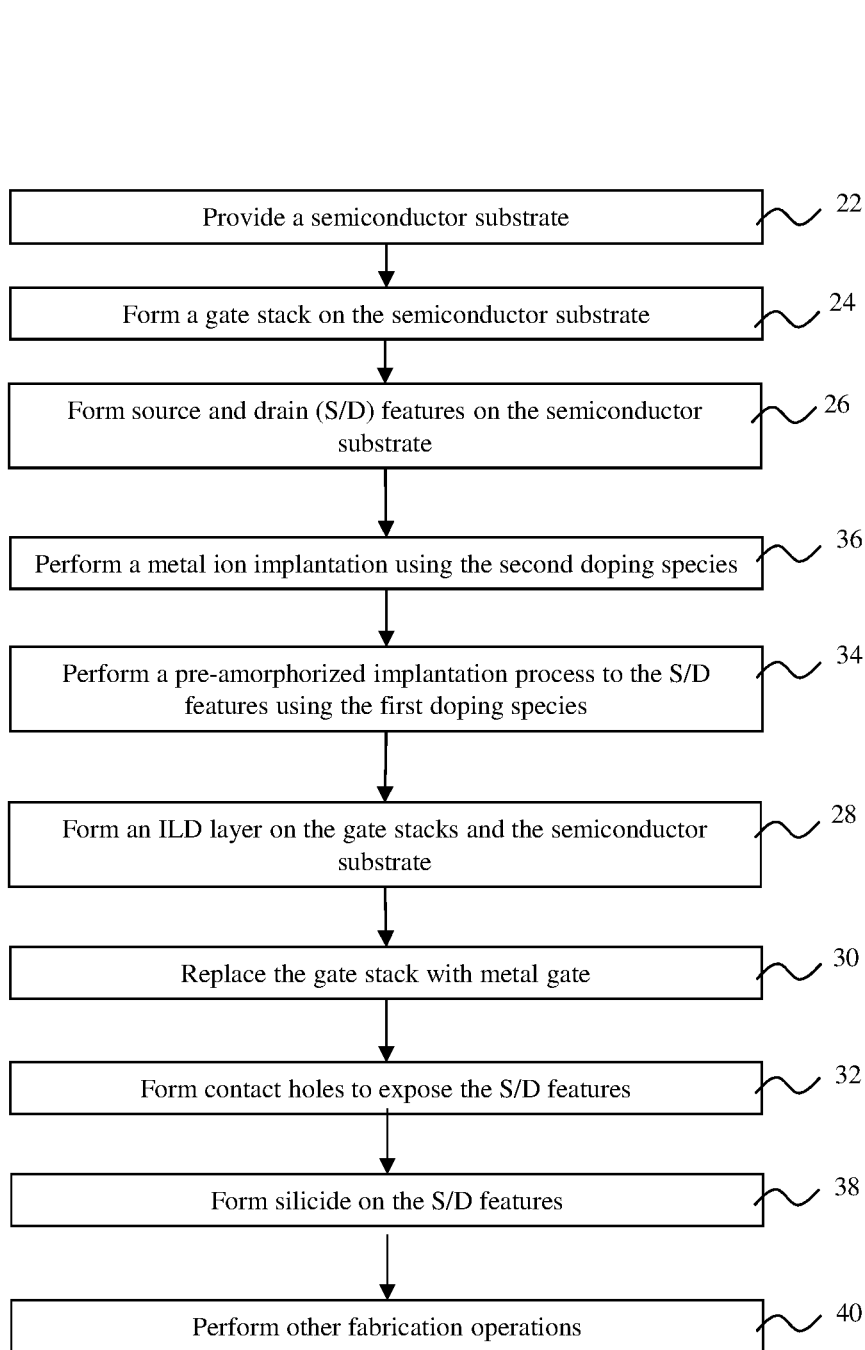 22
Provide a semiconductor substrate
24
Form a gate stack on the semiconductor substrate
26
Form source and drain (S/D) features on the semiconductor
substrate
36
Perform a metal ion implantation using the second doping species
34
Perform a pre-amorphorized implantation process to the S/D
features using the first doping species
28
Form an ILD layer on the gate stacks and the semiconductor
substrate
30
Replace the gate stack with metal gate
32
Form contact holes to expose the S/D features
38
Form silicide on the S/D features
40
Perform other fabrication operations